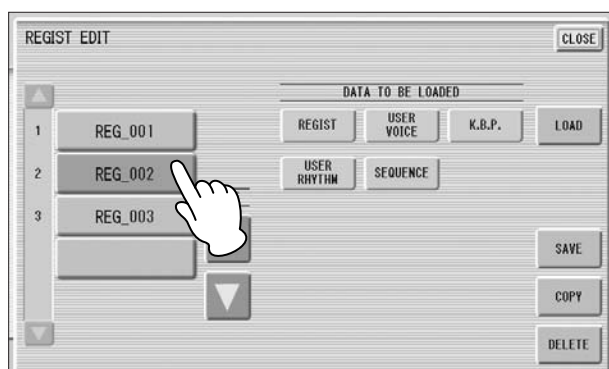 REGIST EDIT
CLOSE
DATA TO BE LOADED
1 REG_001
REGIST
USER
VOICE
K.B.P.
LOAD
2 REG_002
USER
RHYTHM
SEQUENCE
3 REG_003
SAVE
COPY
DELETE